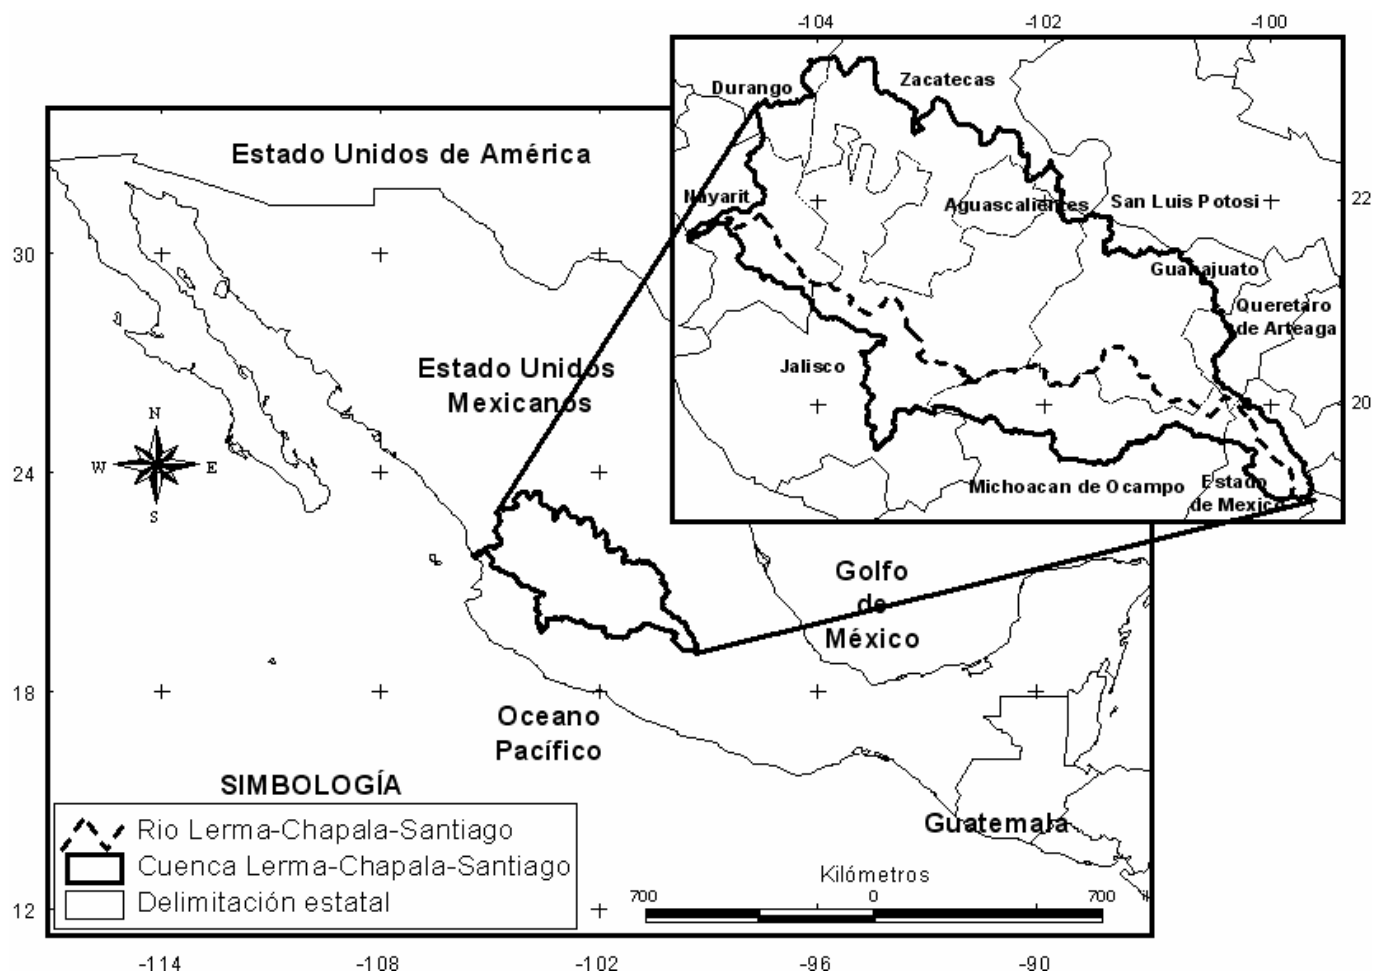 -104
-102
-100
Durango
Zacatecas
Nayarit
Aguascalientes
San Luis Potosi
22
Guanajuato
Queretaro
de Arteaga
Jalisco
20
Michoacan de Ocampo
Estado
de Mexico
Estado Unidos de América
30
Estado Unidos
Mexicanos
N
W
E
S
24
Golfo
de
México
18
Oceano
Pacífico
SIMBOLOGÍA
Rio Lerma-Chapala-Santiago
Cuenca Lerma-Chapala-Santiago
Delimitación estatal
Guatemala
Kilómetros
700
0
700
12
-114
-108
-102
-96
-90